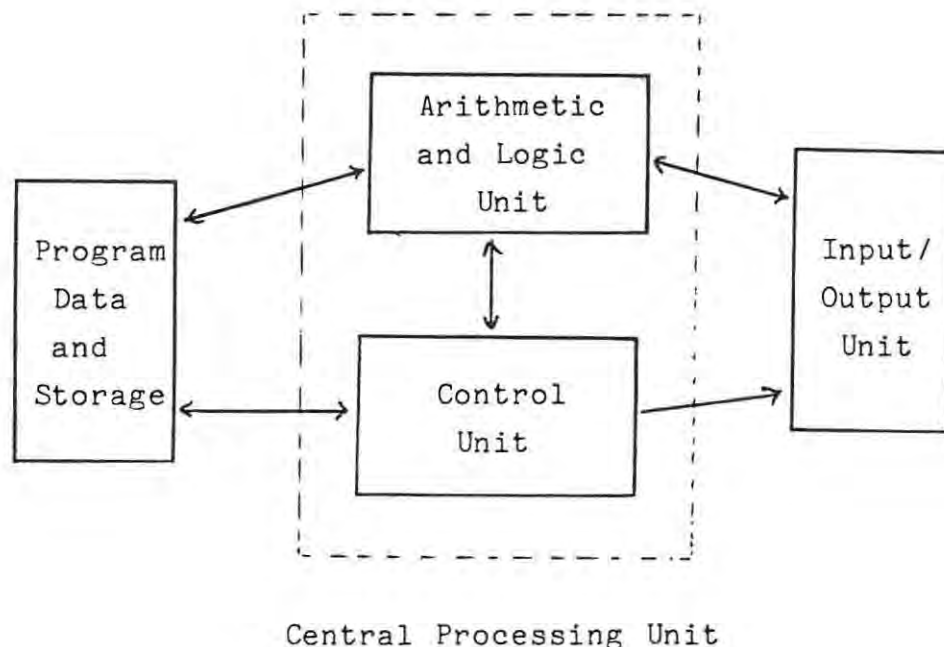 Program
Data
and
Storage
Arithmetic
and Logic
Unit
Control
Unit
Input/
Output
Unit
Central Processing Unit